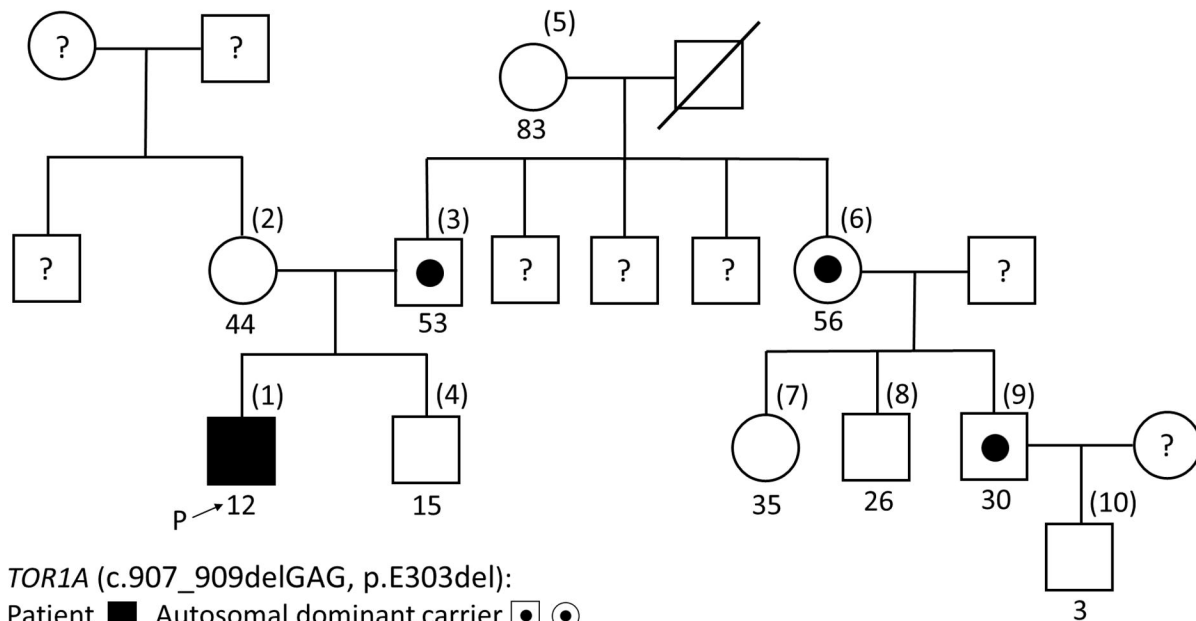 (5)
? ?
83
(2) (3) (6)
? ? ? ? ?
44 53 56
(1) (4) (7) (8) (9)
?
P 12 15 35 26 30
(10)
3
TOR1A (c.907_909delGAG, p.E303del):
Patient Autosomal dominant carrier